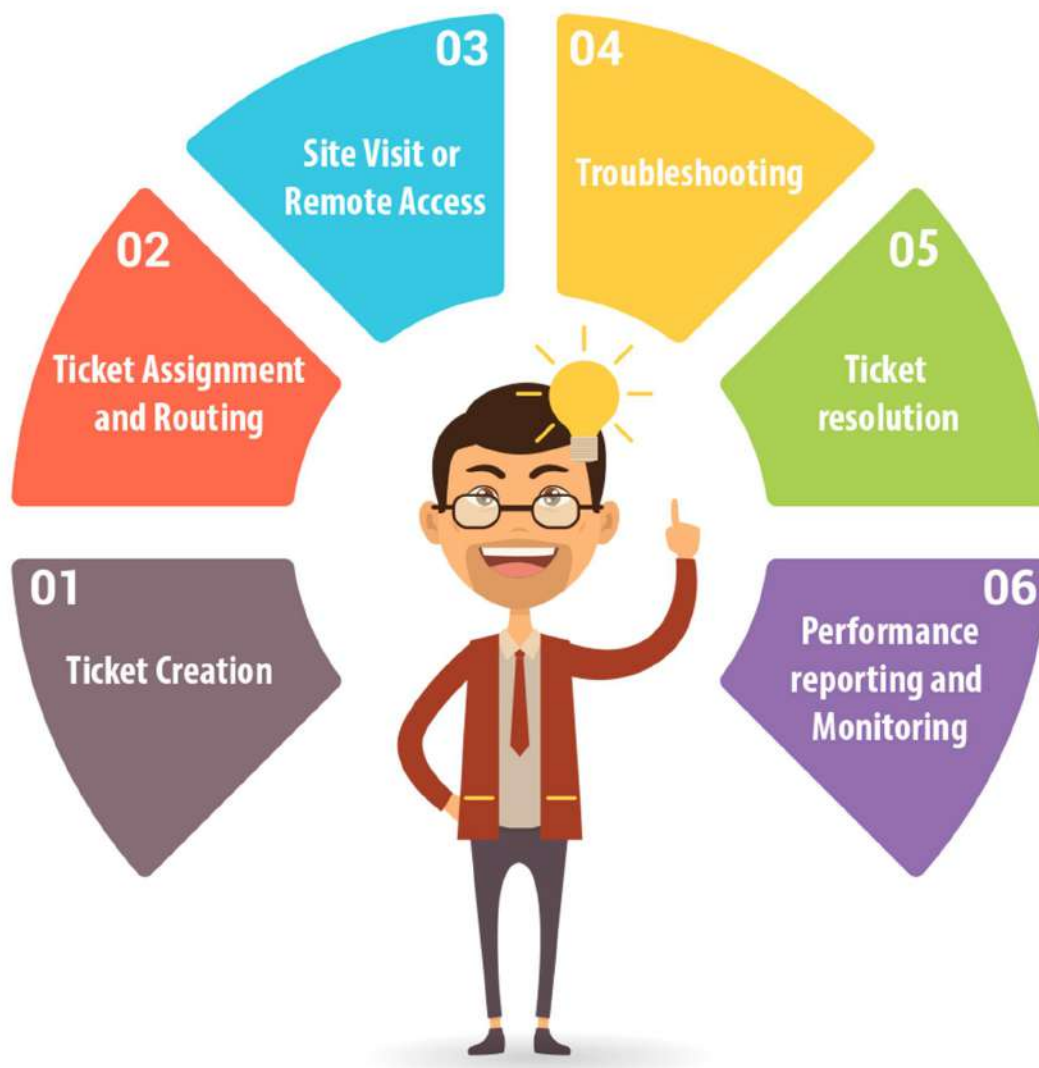 01
Ticket Creation
02
Ticket Assignment
and Routing
03
Site Visit or
Remote Access
04
Troubleshooting
05
Ticket
resolution
06
Performance
reporting and
Monitoring